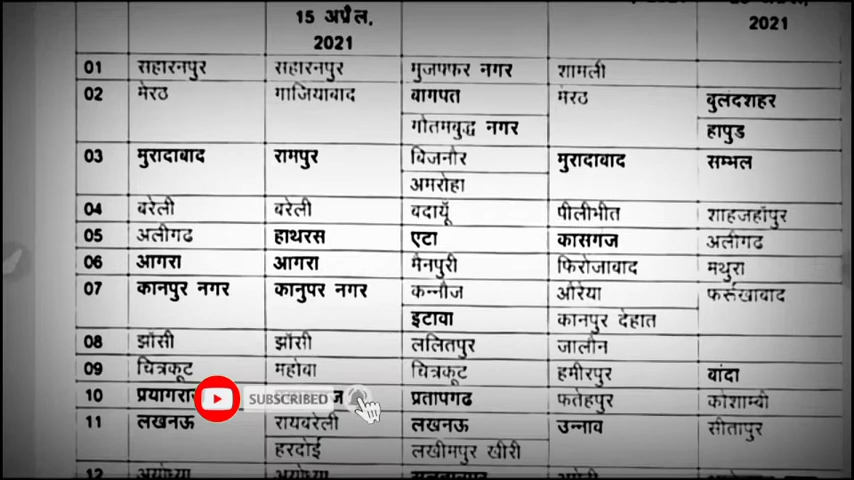 15 अप्रैल,
2021
2021
01 सहारनपुर सहारनपुर मुजफ्फर नगर शामली
02 मेरठ गाजियाबाद बागपत मेरठ बुलंदशहर
गौतमबुद्ध नगर हापुड
03 मुरादाबाद रामपुर बिजनौर मुरादाबाद सम्भल
अमरोहा
04 बरेली बरेली बदायूँ पीलीभीत शाहजहाँपुर
05 अलीगढ हाथरस एटा कासगज अलीगढ
06 आगरा आगरा मैनपुरी फिरोजाबाद मथुरा
07 कानपुर नगर कानुपर नगर कन्नौज औरेया फर्रूखाबाद
इटावा कानपुर देहात
08 झॉसी झॉसी ललितपुर जालौन
09 चित्रकूट महोबा चित्रकूट हमीरपुर बांदा
10 SUBSCRIBED प्रतापगढ फतेहपुर कोशाम्बी
11 लखनऊ रायबरेली लखनऊ उन्नाव सीतापुर
हरदोई लखीमपुर खीरी
12 अयोध्या अयोध्या